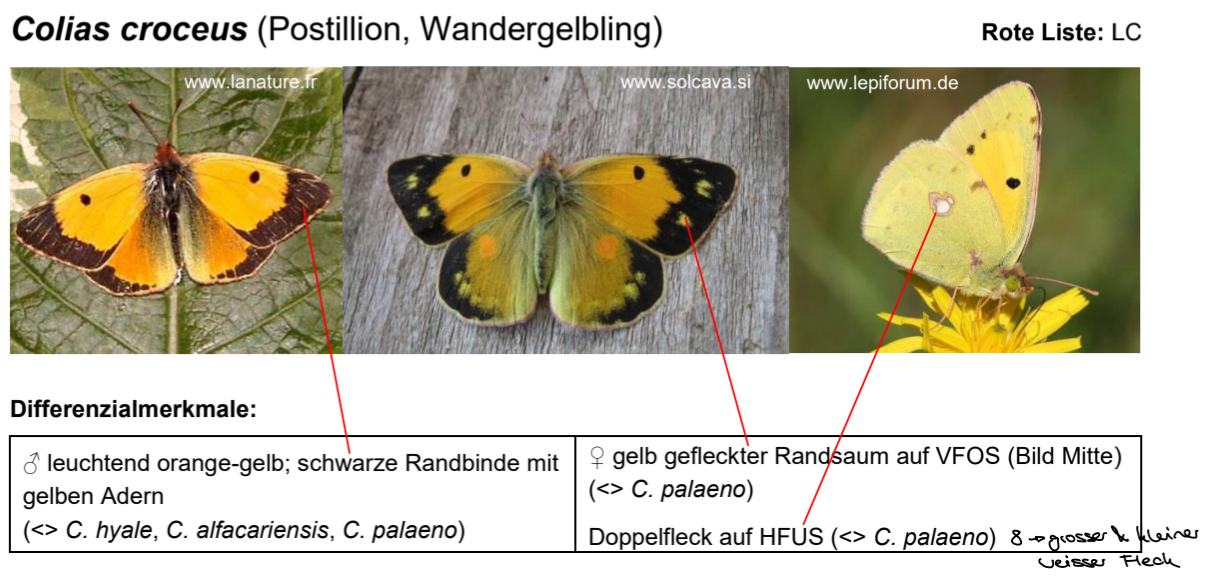 Colias croceus (Postillion, Wandergelbling) Rote Liste: LC
www.lanature.fr www.solcava.si www.lepiforum.de
Differenzialmerkmale:
♂ leuchtend orange-gelb; schwarze Randbinde mit
gelben Adern
(<> C. hyale, C. alfacariensis, C. palaeno)
♀ gelb gefleckter Randsaum auf VFOS (Bild Mitte)
(<> C. palaeno)
Doppelfleck auf HFUS (<> C. palaeno) 8 → grosser & kleiner
weisser Fleck